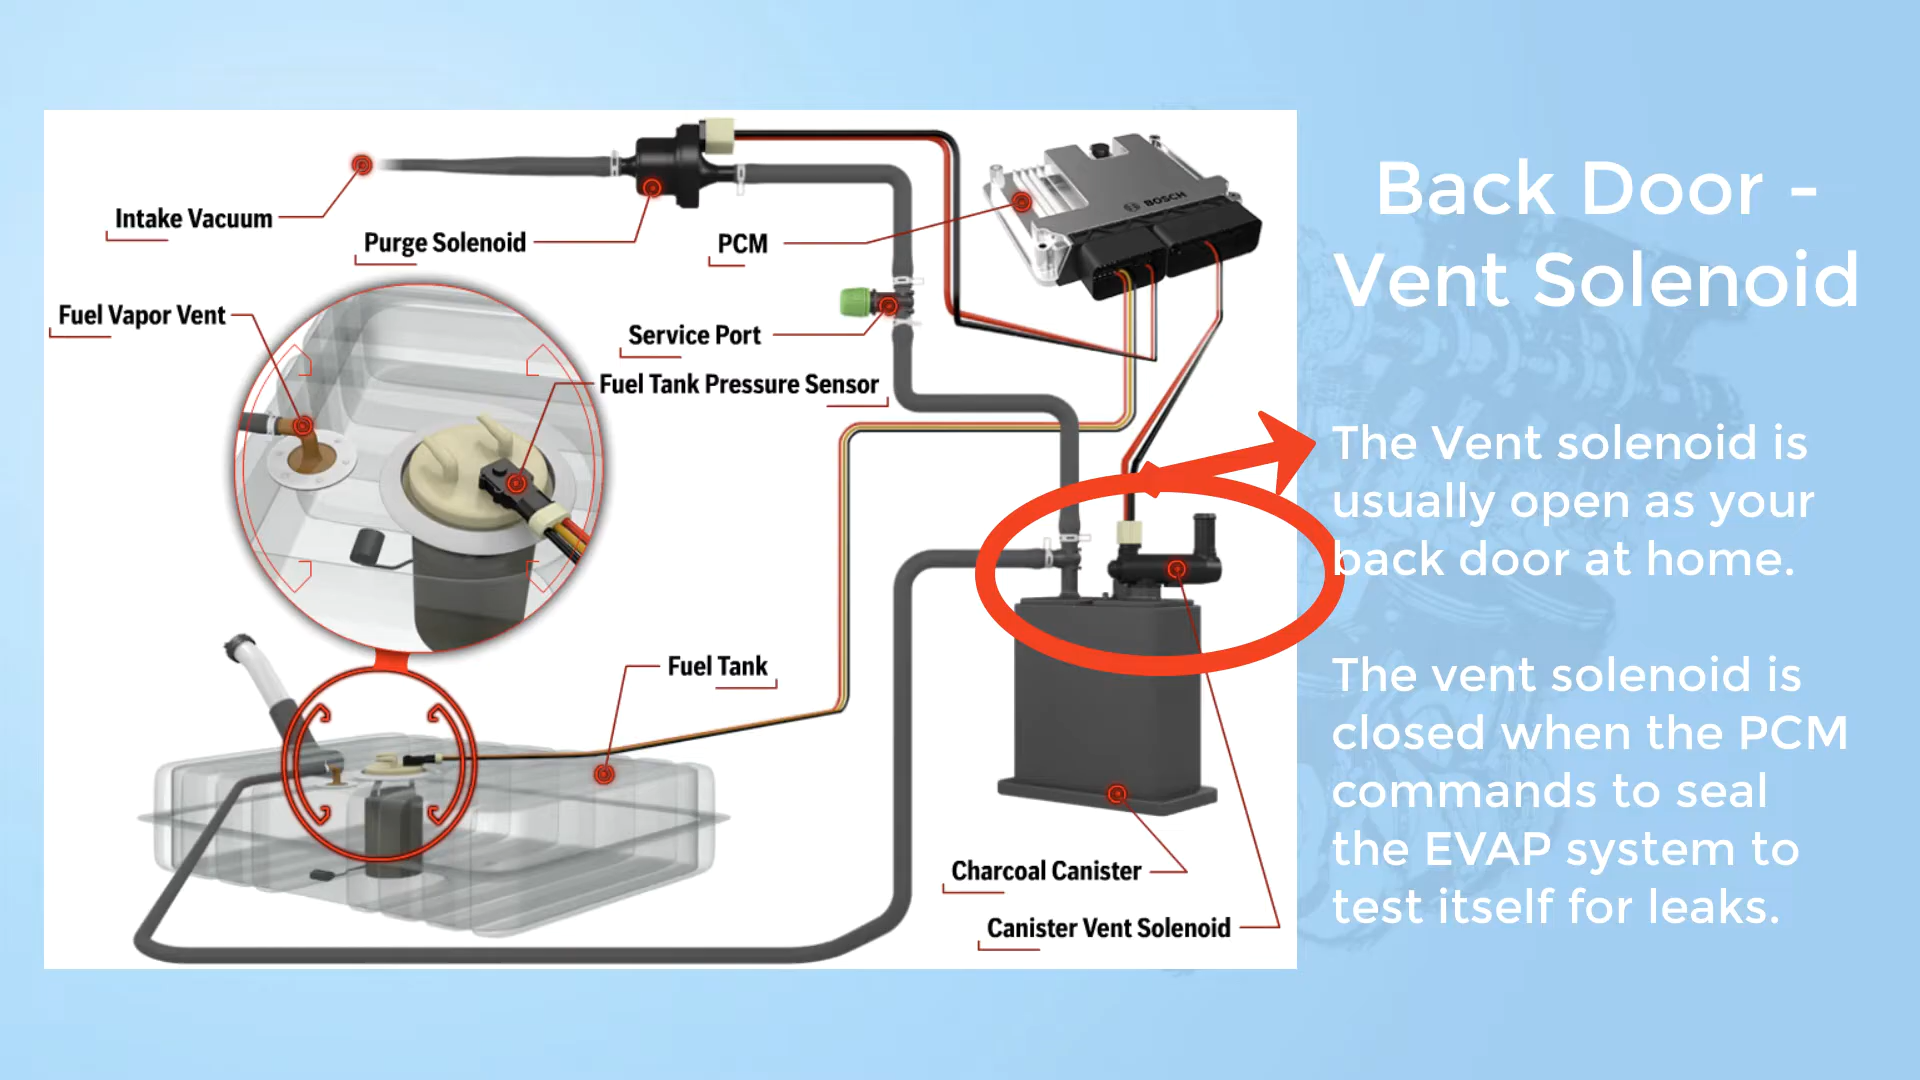 Back Door -
Vent Solenoid
Intake Vacuum
Purge Solenoid
PCM
BOSCH
Fuel Vapor Vent
Service Port
Fuel Tank Pressure Sensor
Fuel Tank
Charcoal Canister
Canister Vent Solenoid
The Vent solenoid is
usually open as your
back door at home.
The vent solenoid is
closed when the PCM
commands to seal
the EVAP system to
test itself for leaks.